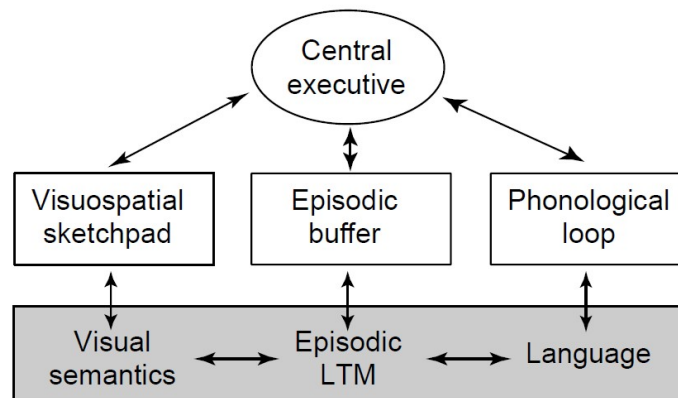 Central
executive
Visuospatial
sketchpad
Episodic
buffer
Phonological
loop
Visual
semantics
Episodic
LTM
Language